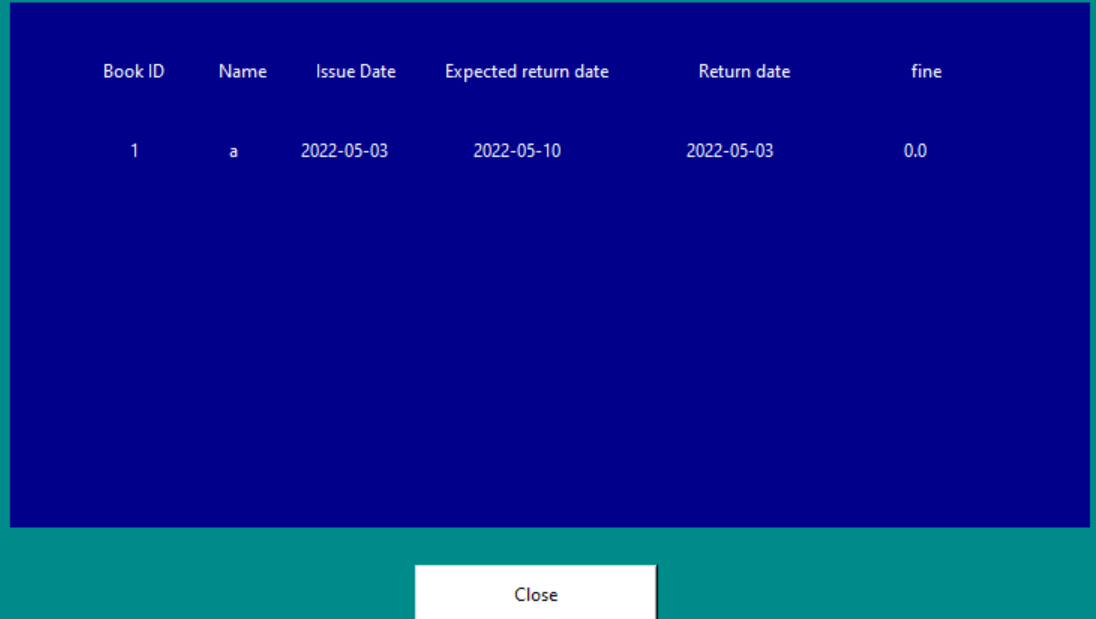 Book ID Name Issue Date Expected return date Return date fine
1 a 2022-05-03 2022-05-10 2022-05-03 0.0
Close